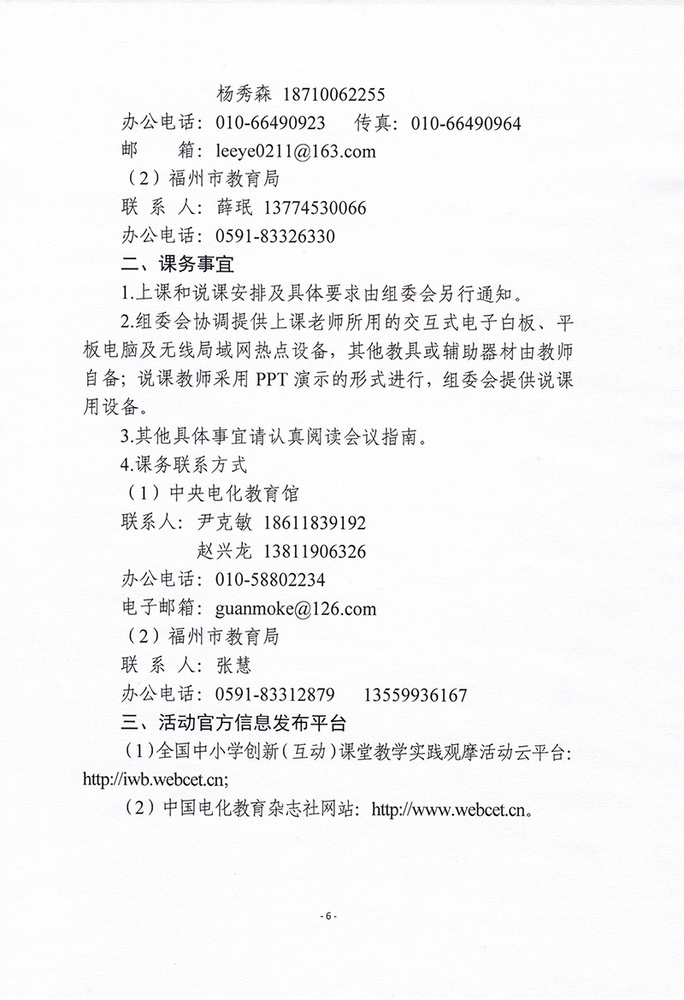 杨秀森 18710062255
办公电话：010-66490923 传真：010-66490964
邮 箱：leeye0211@163.com
（2）福州市教育局
联 系 人：薛珉 13774530066
办公电话：0591-83326330
二、课务事宜
1.上课和说课安排及具体要求由组委会另行通知。
2.组委会协调提供上课老师所用的交互式电子白板、平
板电脑及无线局域网热点设备，其他教具或辅助器材由教师
自备；说课教师采用 PPT 演示的形式进行，组委会提供说课
用设备。
3.其他具体事宜请认真阅读会议指南。
4.课务联系方式
（1）中央电化教育馆
联系人：尹克敏 18611839192
赵兴龙 13811906326
办公电话：010-58802234
电子邮箱：guanmoke@126.com
（2）福州市教育局
联 系 人：张慧
办公电话：0591-83312879 13559936167
三、活动官方信息发布平台
（1）全国中小学创新（互动）课堂教学实践观摩活动云平台：
http://iwb.webcet.cn;
（2）中国电化教育杂志社网站：http://www.webcet.cn。
- 6 -